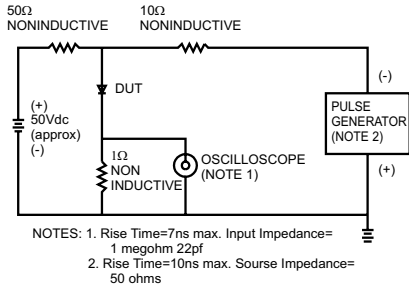 50Ω
NONINDUCTIVE
10Ω
NONINDUCTIVE
(+)
50Vdc
(approx)
(-)
DUT
1Ω
NON
INDUCTIVE
OSCILLOSCOPE
(NOTE 1)
(-)
PULSE
GENERATOR
(NOTE 2)
(+)
NOTES: 1. Rise Time=7ns max. Input Impedance=
1 megohm 22pf
2. Rise Time=10ns max. Sourse Impedance=
50 ohms